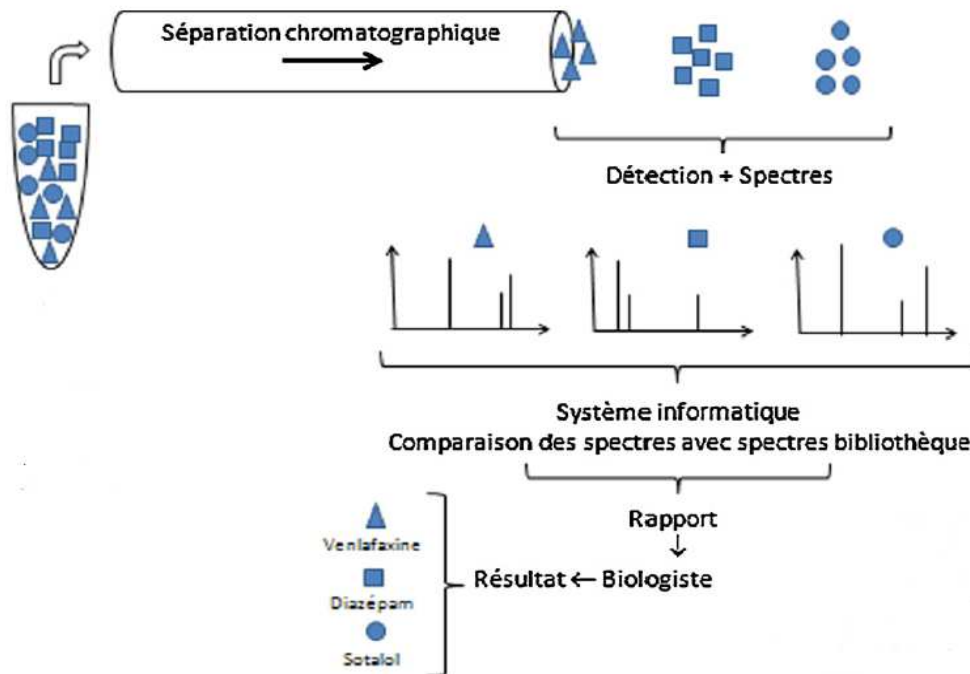 Séparation chromatographique
Détection + Spectres
Système informatique
Comparaison des spectres avec spectres bibliothèque
Rapport
↓
Résultat ← Biologiste
Venlafaxine
Diazépam
Sotalol